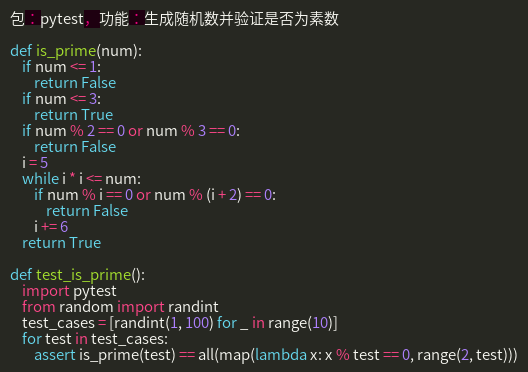 包：pytest，功能：生成随机数并验证是否为素数

def is_prime(num):
    if num <= 1:
        return False
    if num <= 3:
        return True
    if num % 2 == 0 or num % 3 == 0:
        return False
    i = 5
    while i * i <= num:
        if num % i == 0 or num % (i + 2) == 0:
            return False
        i += 6
    return True

def test_is_prime():
    import pytest
    from random import randint
    test_cases = [randint(1, 100) for _ in range(10)]
    for test in test_cases:
        assert is_prime(test) == all(map(lambda x: x % test == 0, range(2, test)))